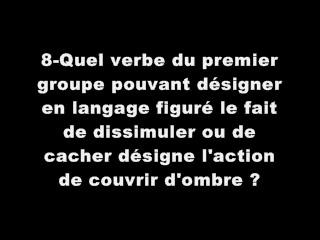 8-Quel verbe du premier
groupe pouvant désigner
en langage figuré le fait
de dissimuler ou de
cacher désigne l'action
de couvrir d'ombre ?